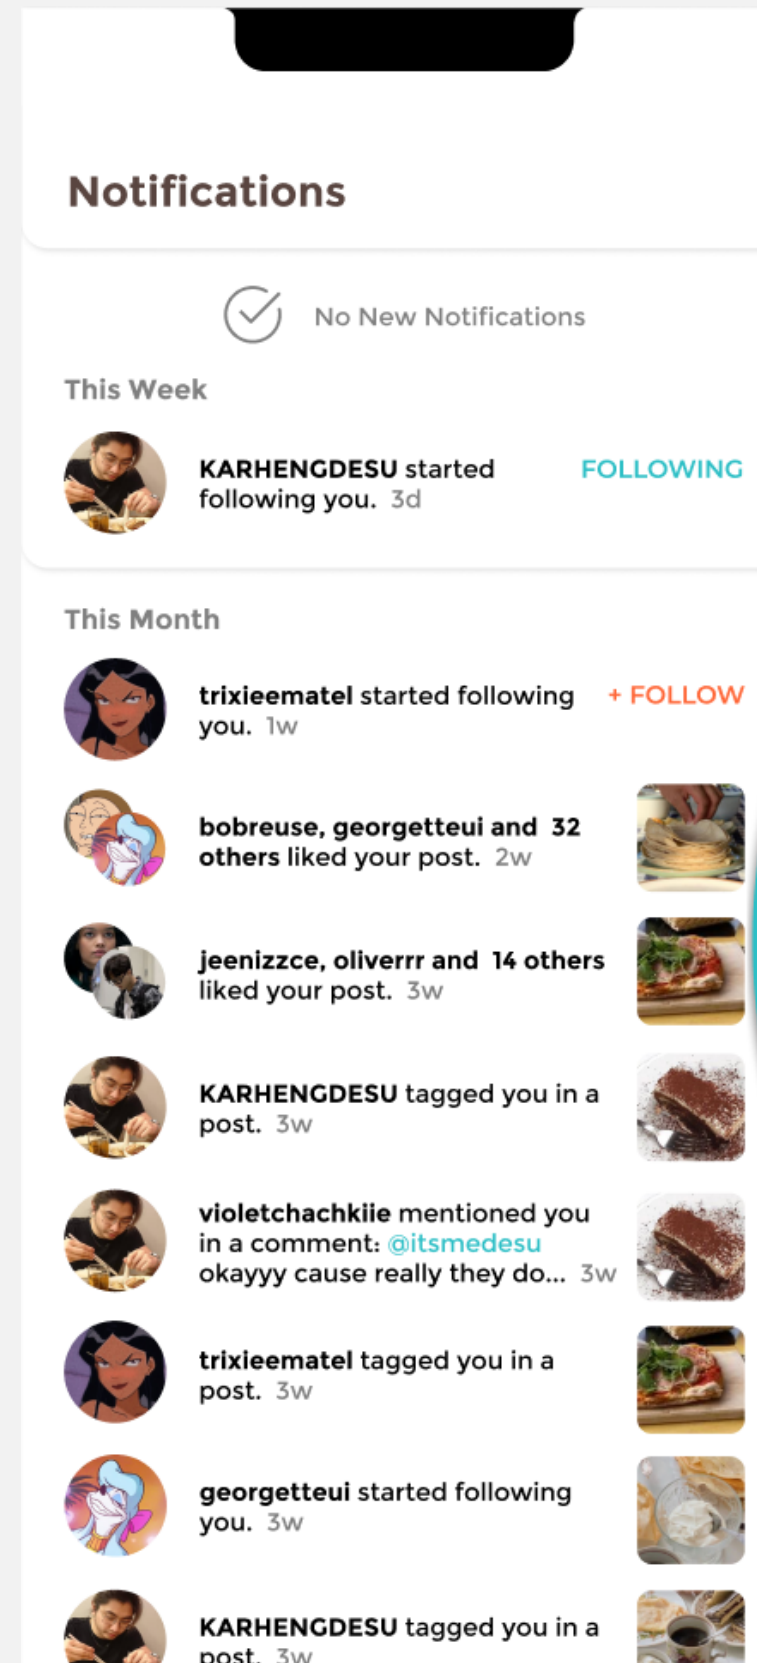 Notifications
No New Notifications
This Week
KARHENGDESU started
following you. 3d
FOLLOWING
This Month
trixieematel started following
you. 1w
+ FOLLOW
bobreuse, georgetteui and 32
others liked your post. 2w
jeenizzce, oliverrr and 14 others
liked your post. 3w
KARHENGDESU tagged you in a
post. 3w
violetchachkiie mentioned you
in a comment: @itsmedesu
okayyy cause really they do... 3w
trixieematel tagged you in a
post. 3w
georgetteui started following
you. 3w
KARHENGDESU tagged you in a
post. 3w